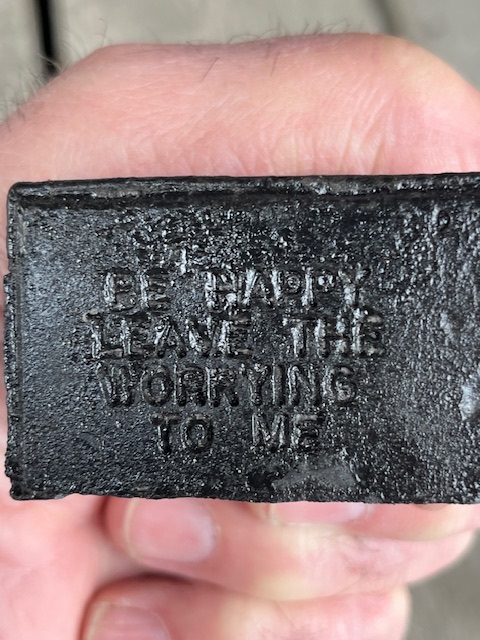 BE HAPPY
LEAVE THE
WORRYING
TO ME